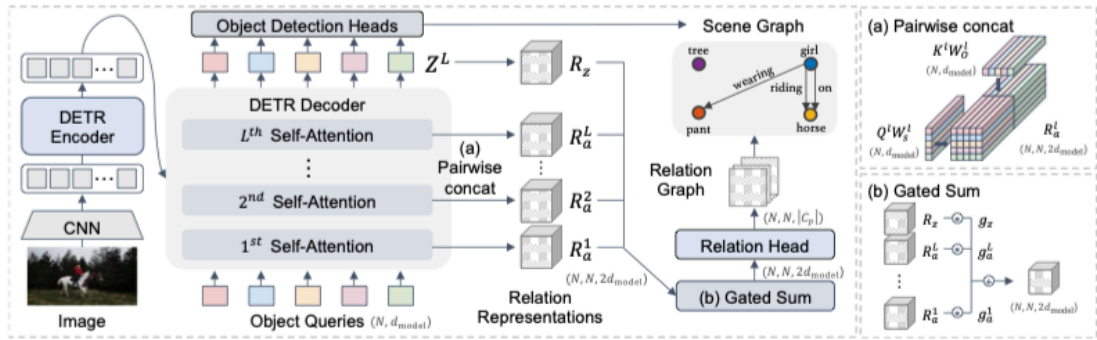 Object Detection Heads
Scene Graph
tree
girl
wearing
riding
on
pant
horse
Z^L
R_z
DETR Encoder
DETR Decoder
L^th Self-Attention
⋮
2^nd Self-Attention
1^st Self-Attention
(a)
Pairwise
concat
R_a^L
⋮
R_a^2
R_a^1
(N, N, 2d_model)
Relation
Representations
CNN
Image
Object Queries (N, d_model)
Relation
Graph
(N, N, |C_p|)
Relation Head
(N, N, 2d_model)
(b) Gated Sum
(a) Pairwise concat
K^l W_o^l
(N, d_model)
Q^l W_s^l
(N, d_model)
R_a^l
(N, N, 2d_model)
(b) Gated Sum
R_z g_z
R_a^L g_a^L
⋮
R_a^1 g_a^1
(N, N, 2d_model)